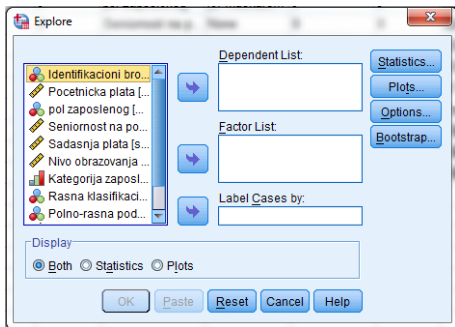 Explore
Identifikacioni bro...
Pocetnicka plata [...
pol zaposlenog [...
Seniornost na po...
Sadasnja plata [s...
Nivo obrazovanja ...
Kategorija zaposl...
Rasna klasifikaci...
Polno-rasna pod...
Dependent List:
Factor List:
Label Cases by:
Statistics...
Plots...
Options...
Bootstrap...
Display
Both Statistics Plots
OK Paste Reset Cancel Help